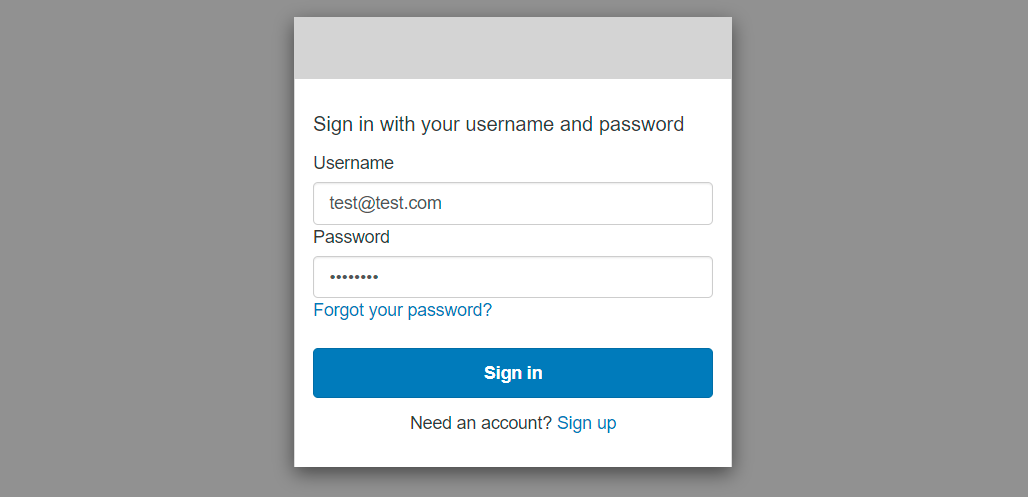 Sign in with your username and password
Username
test@test.com
Password
••••••••
Forgot your password?
Sign in
Need an account? Sign up